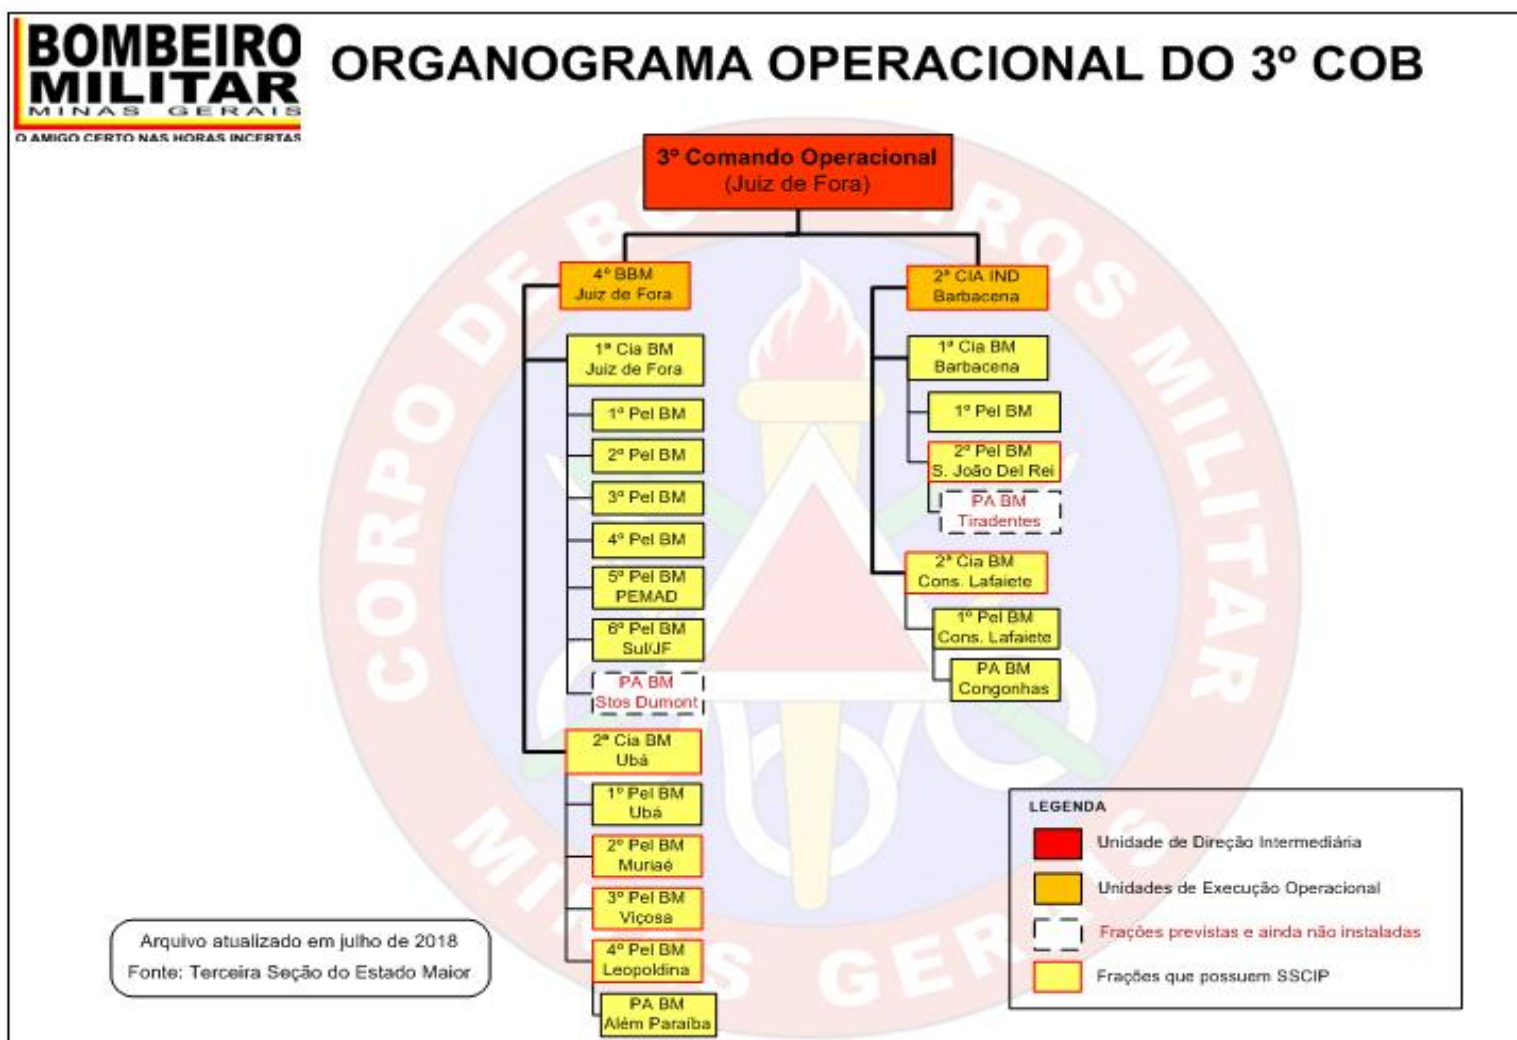 BOMBEIRO
MILITAR
MINAS GERAIS
O AMIGO CERTO NAS HORAS INCERTAS
ORGANOGRAMA OPERACIONAL DO 3º COB
3º Comando Operacional
(Juiz de Fora)
4º BBM
Juiz de Fora
1ª Cia BM
Juiz de Fora
1º Pel BM
2º Pel BM
3º Pel BM
4º Pel BM
5º Pel BM
PEMAD
6º Pel BM
Sul/JF
PA BM
Stos Dumont
2ª Cia BM
Ubá
1º Pel BM
Ubá
2º Pel BM
Muriaé
3º Pel BM
Viçosa
4º Pel BM
Leopoldina
PA BM
Além Paraíba
2ª CIA IND
Barbacena
1ª Cia BM
Barbacena
1º Pel BM
2º Pel BM
S. João Del Rei
PA BM
Tiradentes
2ª Cia BM
Cons. Lafaiete
1º Pel BM
Cons. Lafaiete
PA BM
Congonhas
LEGENDA
Unidade de Direção Intermediária
Unidades de Execução Operacional
Frações previstas e ainda não instaladas
Frações que possuem SSCIP
Arquivo atualizado em julho de 2018
Fonte: Terceira Seção do Estado Maior
CORPO DE BOMBEIROS MILITAR
MINAS GERAIS